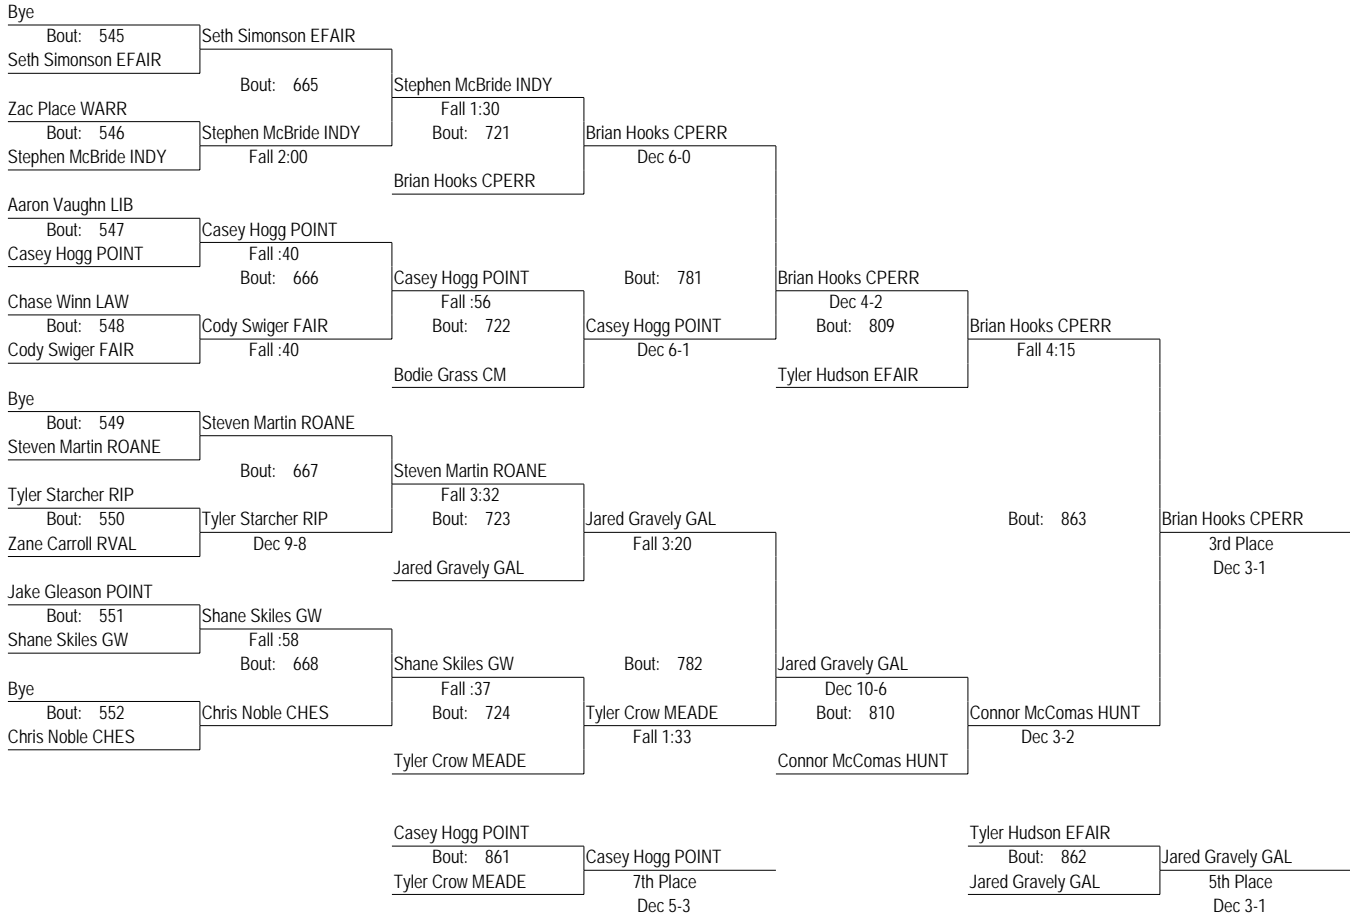 Bye
Bout: 545
Seth Simonson EFAIR
Seth Simonson EFAIR
Bout: 665
Stephen McBride INDY
Zac Place WARR
Fall 1:30
Bout: 546
Stephen McBride INDY
Bout: 721
Brian Hooks CPERR
Stephen McBride INDY
Fall 2:00
Dec 6-0
Brian Hooks CPERR
Aaron Vaughn LIB
Bout: 547
Casey Hogg POINT
Casey Hogg POINT
Fall :40
Bout: 666
Casey Hogg POINT
Bout: 781
Brian Hooks CPERR
Chase Winn LAW
Fall :56
Dec 4-2
Bout: 548
Cody Swiger FAIR
Bout: 722
Casey Hogg POINT
Bout: 809
Brian Hooks CPERR
Cody Swiger FAIR
Fall :40
Dec 6-1
Fall 4:15
Bodie Grass CM
Tyler Hudson EFAIR
Bye
Bout: 549
Steven Martin ROANE
Steven Martin ROANE
Bout: 667
Steven Martin ROANE
Tyler Starcher RIP
Fall 3:32
Bout: 550
Tyler Starcher RIP
Bout: 723
Jared Gravely GAL
Bout: 863
Brian Hooks CPERR
Zane Carroll RVAL
Dec 9-8
Fall 3:20
3rd Place
Jared Gravely GAL
Dec 3-1
Jake Gleason POINT
Bout: 551
Shane Skiles GW
Shane Skiles GW
Fall :58
Bout: 668
Shane Skiles GW
Bout: 782
Jared Gravely GAL
Bye
Fall :37
Dec 10-6
Bout: 552
Chris Noble CHES
Bout: 724
Tyler Crow MEADE
Bout: 810
Connor McComas HUNT
Chris Noble CHES
Fall 1:33
Dec 3-2
Tyler Crow MEADE
Connor McComas HUNT
Casey Hogg POINT
Tyler Hudson EFAIR
Bout: 861
Casey Hogg POINT
Bout: 862
Jared Gravely GAL
Tyler Crow MEADE
7th Place
Jared Gravely GAL
5th Place
Dec 5-3
Dec 3-1